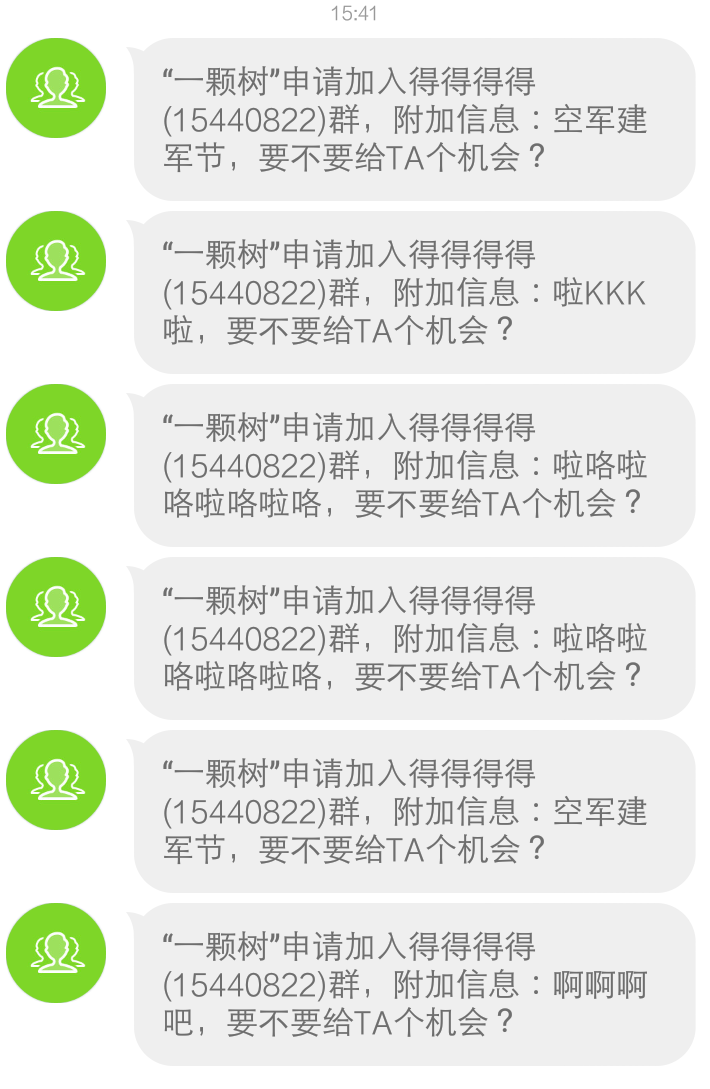 15:41
“一颗树”申请加入得得得得
(15440822)群，附加信息：空军建
军节，要不要给TA个机会？
“一颗树”申请加入得得得得
(15440822)群，附加信息：啦KKK
啦，要不要给TA个机会？
“一颗树”申请加入得得得得
(15440822)群，附加信息：啦咯啦
咯啦咯啦咯，要不要给TA个机会？
“一颗树”申请加入得得得得
(15440822)群，附加信息：啦咯啦
咯啦咯啦咯，要不要给TA个机会？
“一颗树”申请加入得得得得
(15440822)群，附加信息：空军建
军节，要不要给TA个机会？
“一颗树”申请加入得得得得
(15440822)群，附加信息：啊啊啊
吧，要不要给TA个机会？